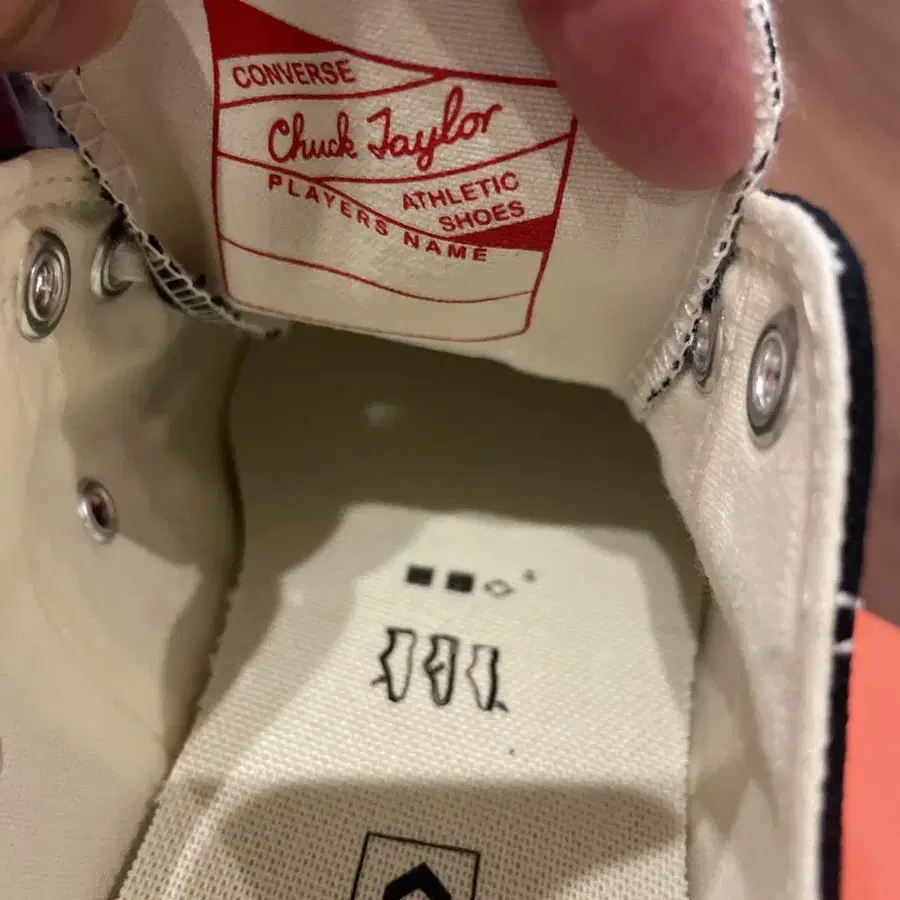 CONVERSE
Chuck Taylor
ATHLETIC
SHOES
PLAYERS NAME